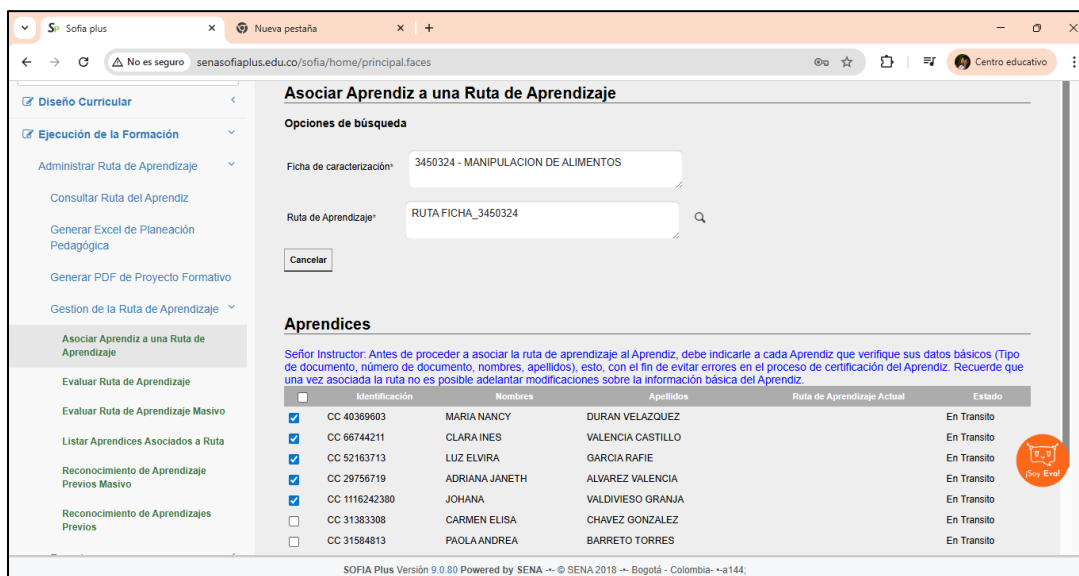 Sofia plus
Nueva pestaña
No es seguro senasofiaplus.edu.co/sofia/home/principal.faces
Centro educativo
Diseño Curricular
Ejecución de la Formación
Administrar Ruta de Aprendizaje
Consultar Ruta del Aprendiz
Generar Excel de Planeación
Pedagógica
Generar PDF de Proyecto Formativo
Gestion de la Ruta de Aprendizaje
Asociar Aprendiz a una Ruta de
Aprendizaje
Evaluar Ruta de Aprendizaje
Evaluar Ruta de Aprendizaje Masivo
Listar Aprendices Asociados a Ruta
Reconocimiento de Aprendizaje
Previos Masivo
Reconocimiento de Aprendizajes
Previos
Asociar Aprendiz a una Ruta de Aprendizaje
Opciones de búsqueda
Ficha de caracterización* 3450324 - MANIPULACION DE ALIMENTOS
Ruta de Aprendizaje* RUTA FICHA_3450324
Cancelar
Aprendices
Señor Instructor: Antes de proceder a asociar la ruta de aprendizaje al Aprendiz, debe indicarle a cada Aprendiz que verifique sus datos básicos (Tipo
de documento, número de documento, nombres, apellidos), esto, con el fin de evitar errores en el proceso de certificación del Aprendiz. Recuerde que
una vez asociada la ruta no es posible adelantar modificaciones sobre la información básica del Aprendiz.
Identificación Nombres Apellidos Ruta de Aprendizaje Actual Estado
CC 40369603 MARIA NANCY DURAN VELAZQUEZ En Transito
CC 66744211 CLARA INES VALENCIA CASTILLO En Transito
CC 52163713 LUZ ELVIRA GARCIA RAFIE En Transito
CC 29756719 ADRIANA JANETH ALVAREZ VALENCIA En Transito
CC 1116242380 JOHANA VALDIVIESO GRANJA En Transito
CC 31383308 CARMEN ELISA CHAVEZ GONZALEZ En Transito
CC 31584813 PAOLA ANDREA BARRETO TORRES En Transito
¡Soy Eva!
SOFIA Plus Versión 9.0.80 Powered by SENA -•- © SENA 2018 -•- Bogotá - Colombia- •-a144;